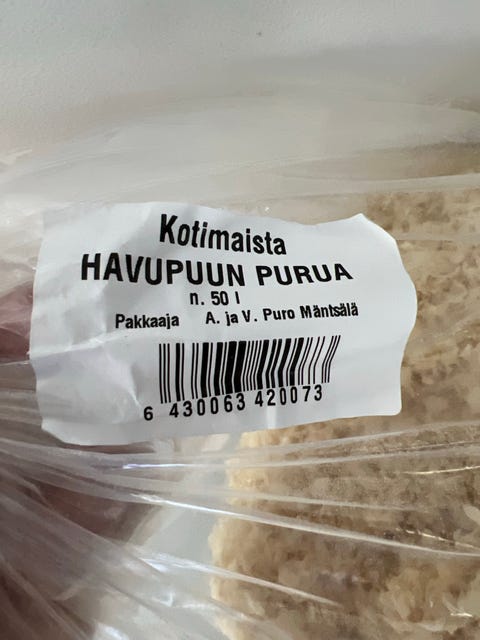 Kotimaista
HAVUPUUN PURUA
n. 50 l
Pakkaaja A. ja V. Puro Mäntsälä
6 430063 420073